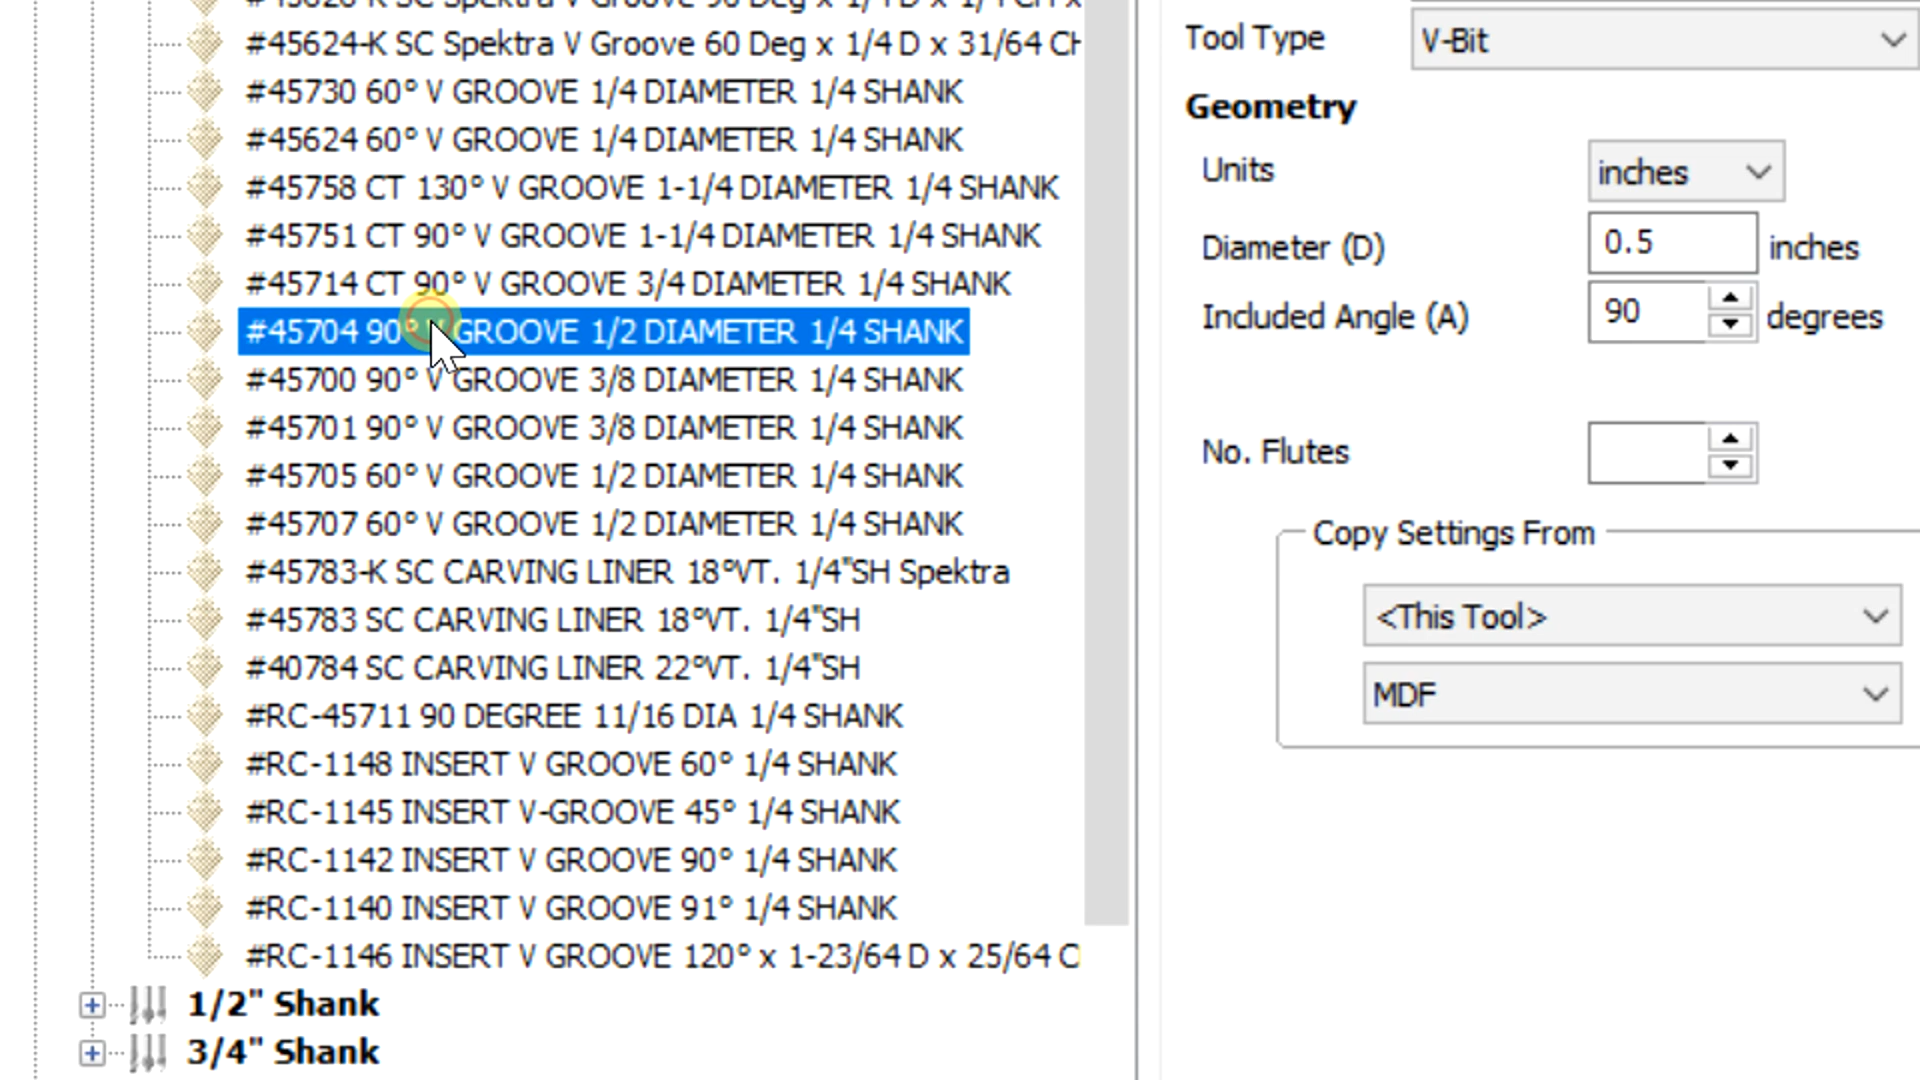 #45624-K SC Spektra V Groove 60 Deg x 1/4 D x 31/64
#45730 60° V GROOVE 1/4 DIAMETER 1/4 SHANK
#45624 60° V GROOVE 1/4 DIAMETER 1/4 SHANK
#45758 CT 130° V GROOVE 1-1/4 DIAMETER 1/4 SHANK
#45751 CT 90° V GROOVE 1-1/4 DIAMETER 1/4 SHANK
#45714 CT 90° V GROOVE 3/4 DIAMETER 1/4 SHANK
#45704 90° V GROOVE 1/2 DIAMETER 1/4 SHANK
#45700 90° V GROOVE 3/8 DIAMETER 1/4 SHANK
#45701 90° V GROOVE 3/8 DIAMETER 1/4 SHANK
#45705 60° V GROOVE 1/2 DIAMETER 1/4 SHANK
#45707 60° V GROOVE 1/2 DIAMETER 1/4 SHANK
#45783-K SC CARVING LINER 18°VT. 1/4"SH Spektra
#45783 SC CARVING LINER 18°VT. 1/4"SH
#40784 SC CARVING LINER 22°VT. 1/4"SH
#RC-45711 90 DEGREE 11/16 DIA 1/4 SHANK
#RC-1148 INSERT V GROOVE 60° 1/4 SHANK
#RC-1145 INSERT V-GROOVE 45° 1/4 SHANK
#RC-1142 INSERT V GROOVE 90° 1/4 SHANK
#RC-1140 INSERT V GROOVE 91° 1/4 SHANK
#RC-1146 INSERT V GROOVE 120° x 1-23/64 D x 25/64
1/2" Shank
3/4" Shank
Tool Type V-Bit
Geometry
Units inches
Diameter (D) 0.5 inches
Included Angle (A) 90 degrees
No. Flutes
Copy Settings From
<This Tool>
MDF